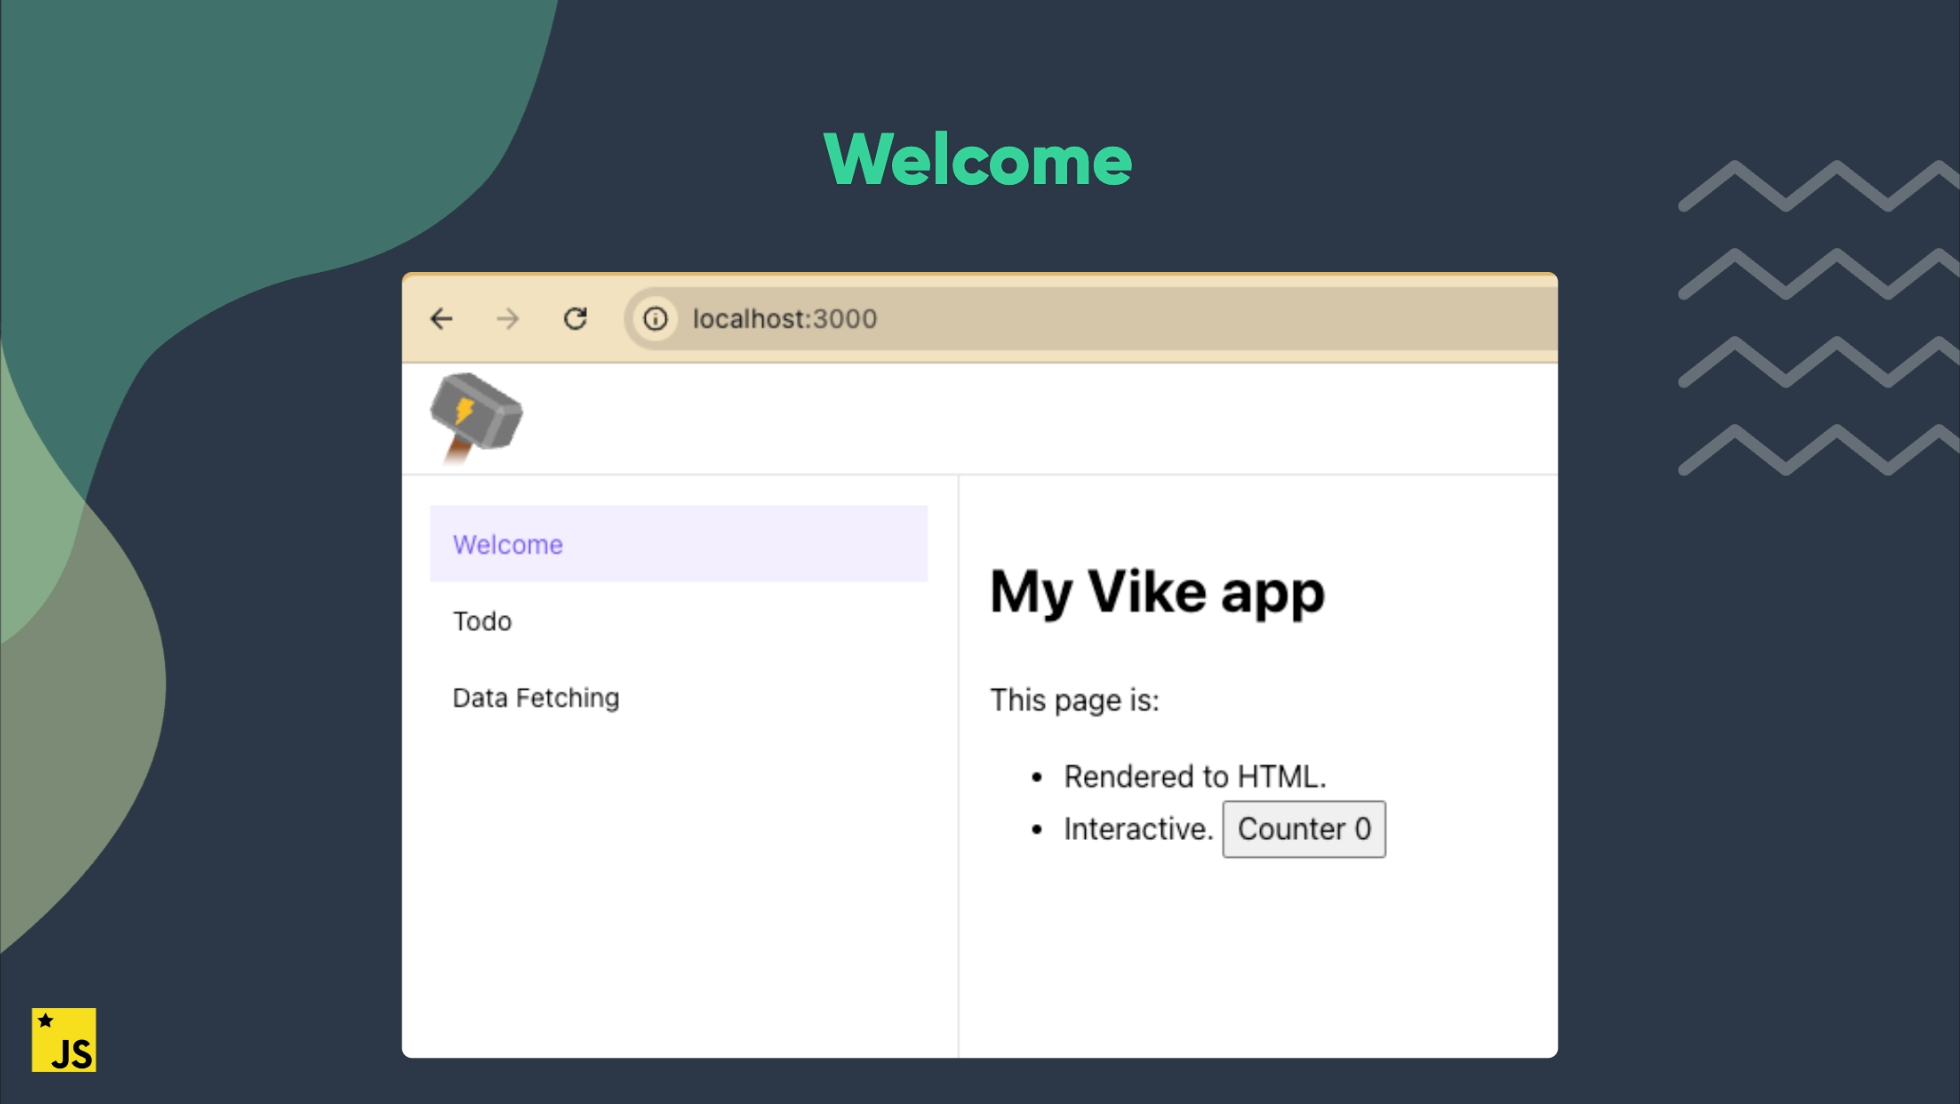 Welcome
localhost:3000
Welcome
Todo
Data Fetching
My Vike app
This page is:
• Rendered to HTML.
• Interactive. Counter 0
JS